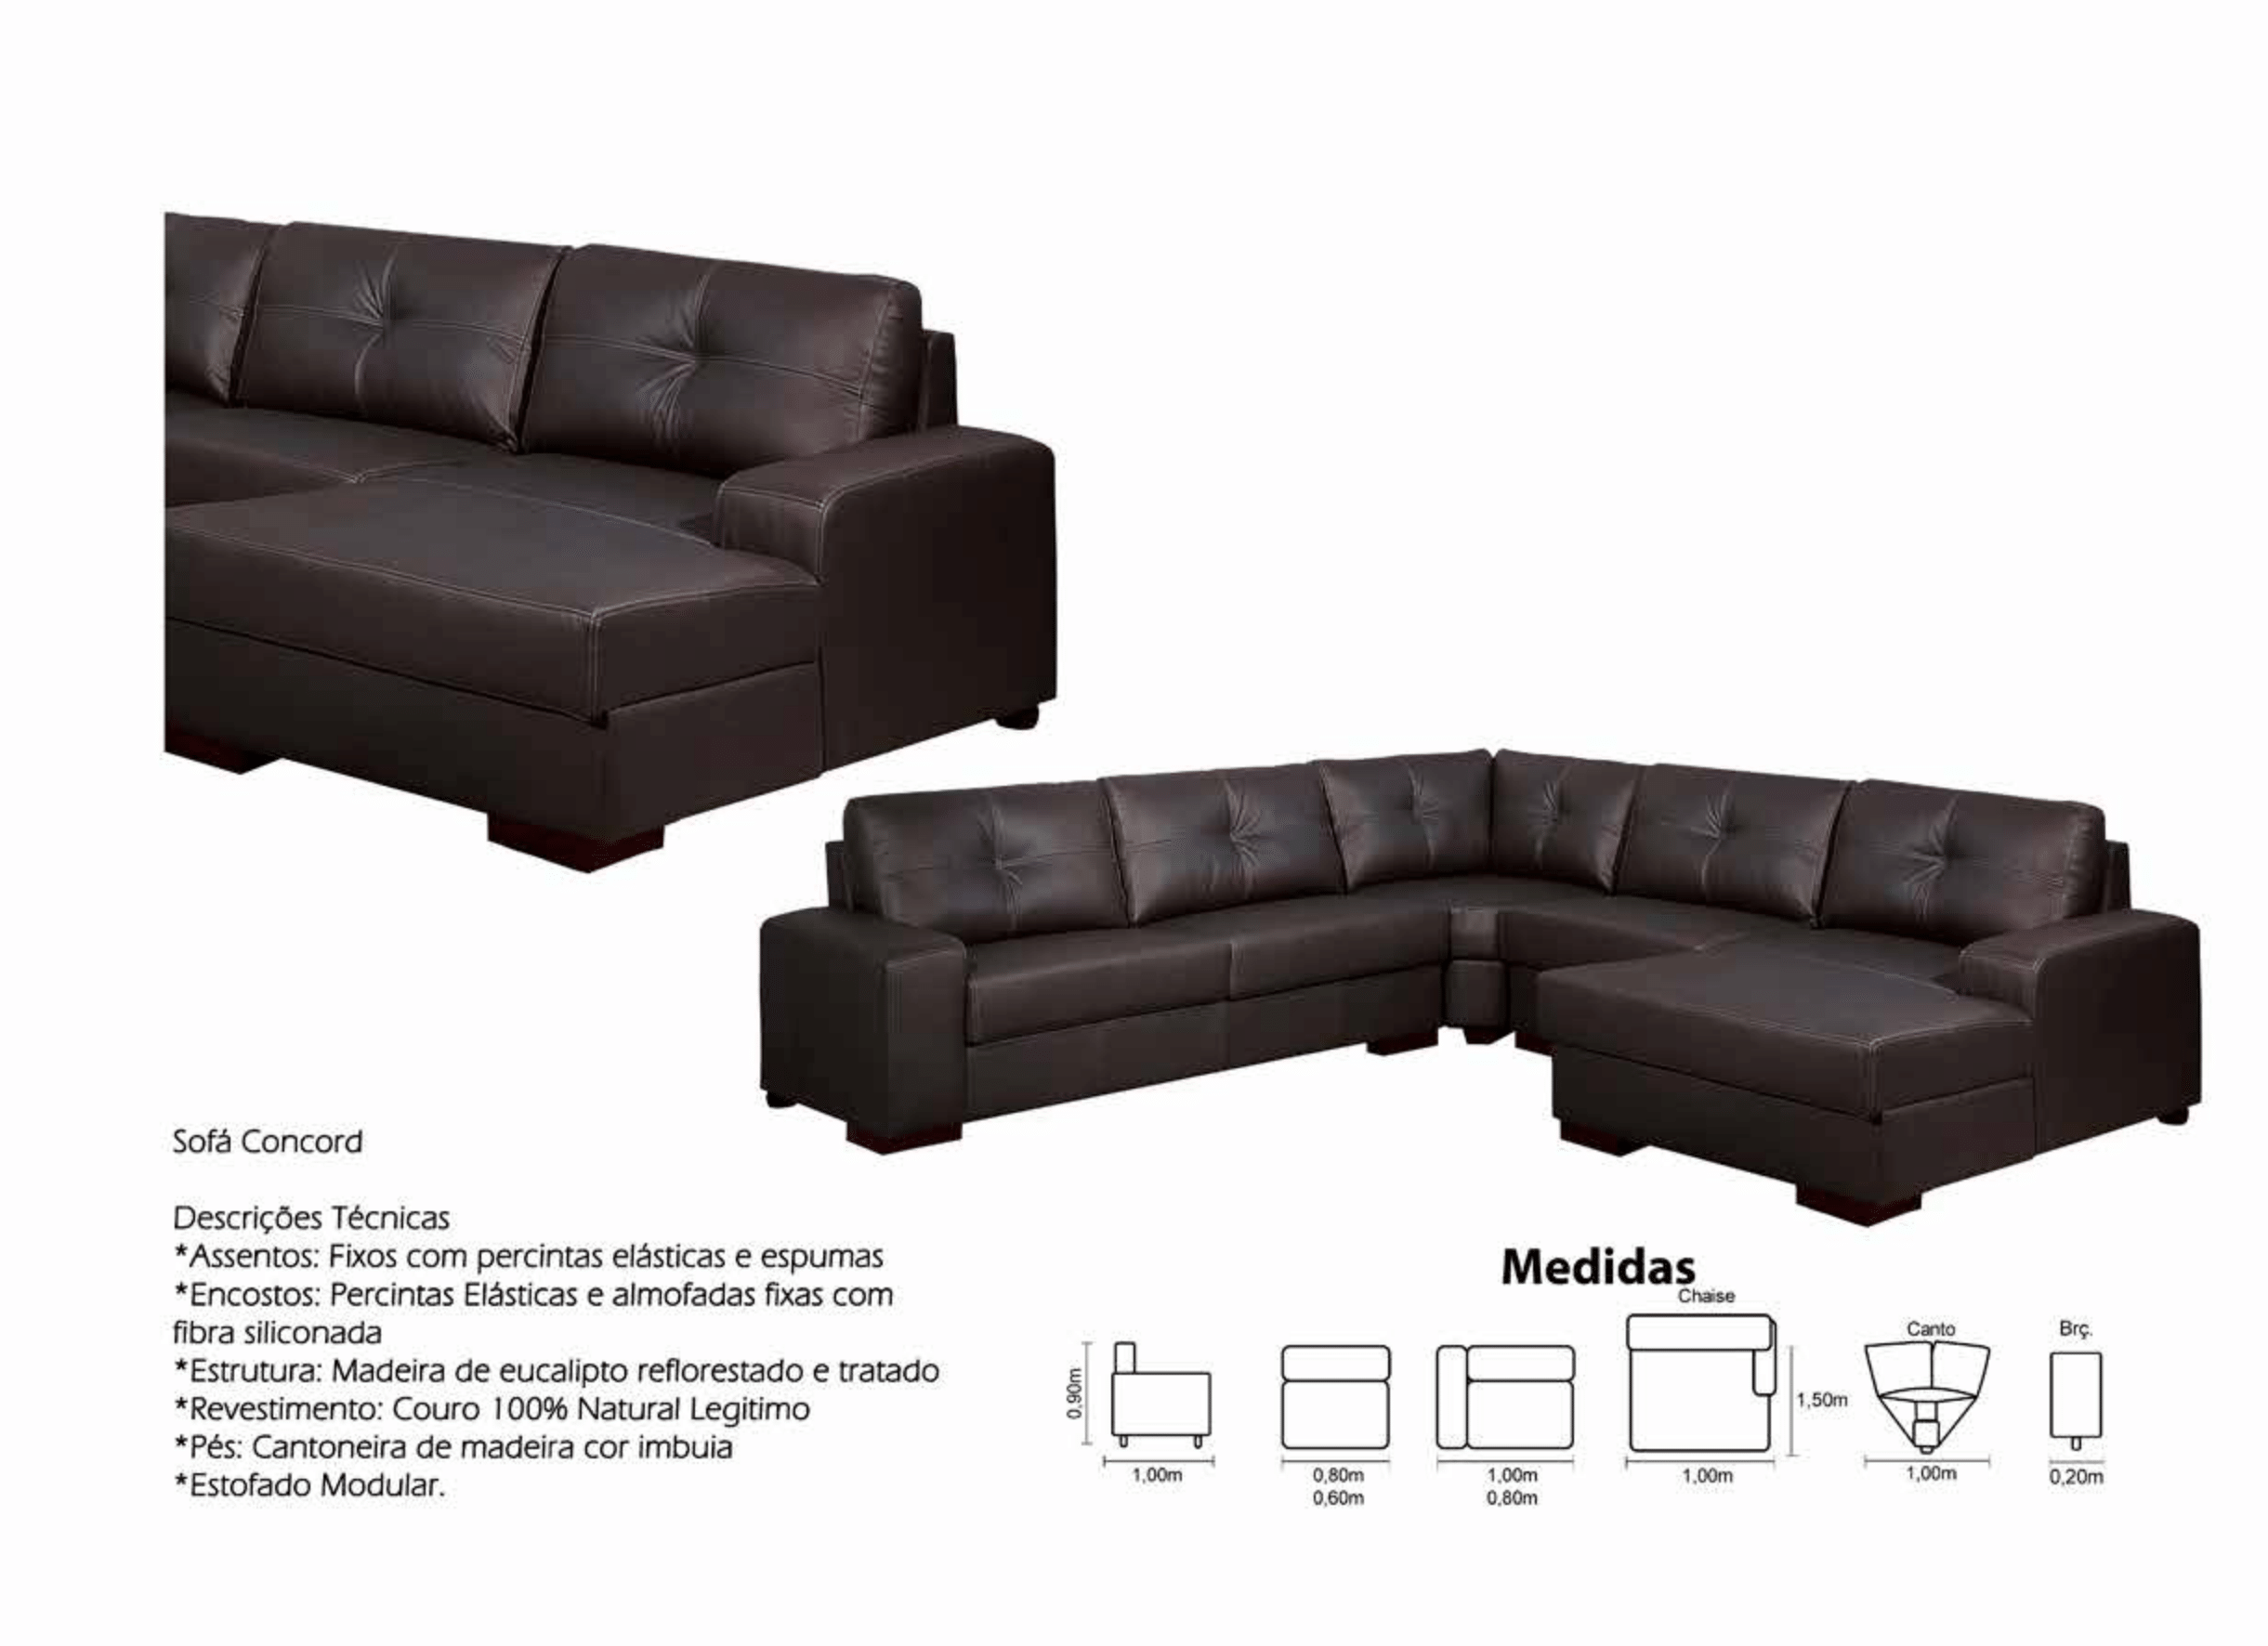 Sofá Concord
Descrições Técnicas
*Assentos: Fixos com percintas elásticas e espumas
*Encostos: Percintas Elásticas e almofadas fixas com
fibra siliconada
*Estrutura: Madeira de eucalipto reflorestado e tratado
*Revestimento: Couro 100% Natural Legitimo
*Pés: Cantoneira de madeira cor imbuia
*Estofado Modular.
Medidas
Chaise
Canto
Brç.
0,90m
1,50m
1,00m
0,80m
0,60m
1,00m
0,80m
1,00m
1,00m
0,20m